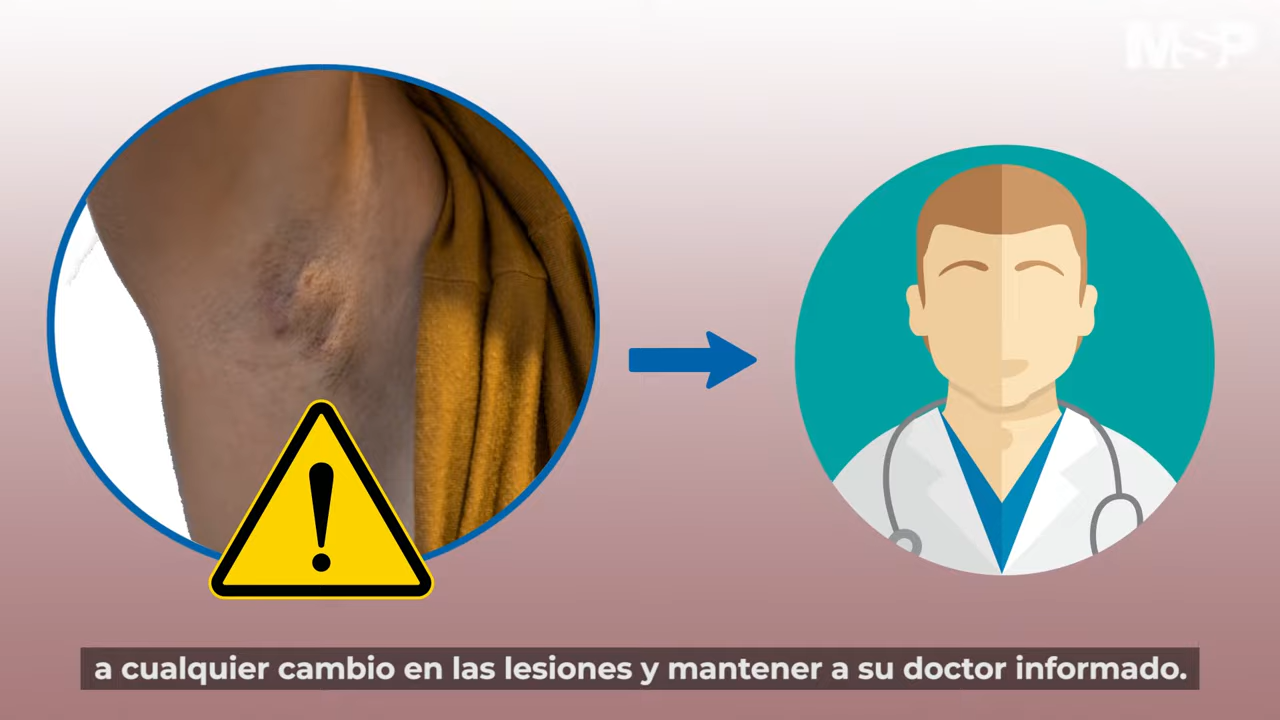 MSP
a cualquier cambio en las lesiones y mantener a su doctor informado.